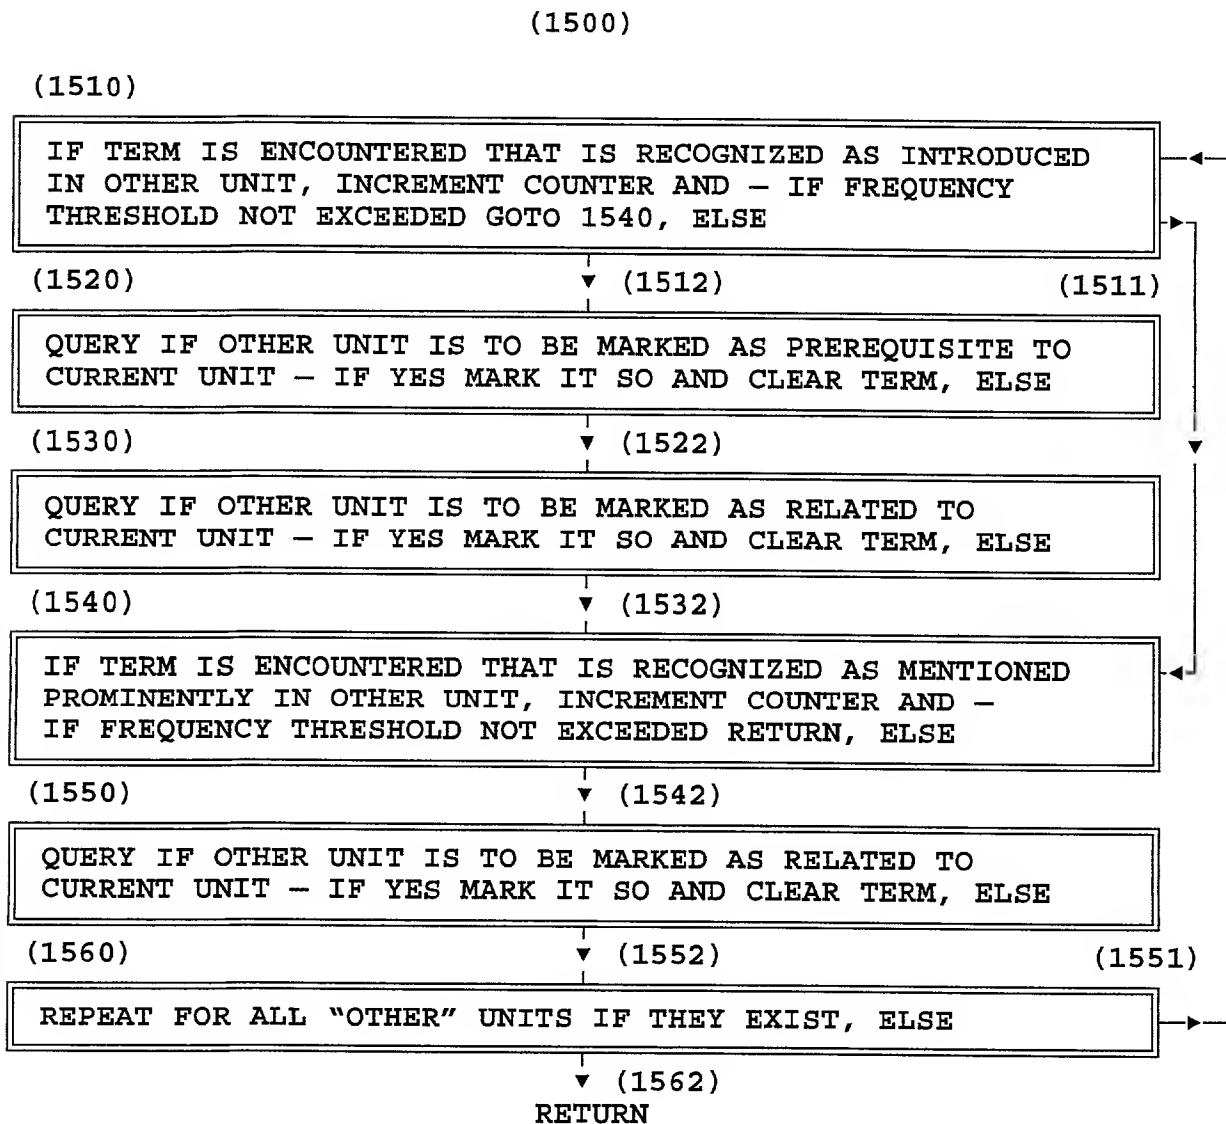 (1500)
(1510)
IF TERM IS ENCOUNTERED THAT IS RECOGNIZED AS INTRODUCED
IN OTHER UNIT, INCREMENT COUNTER AND — IF FREQUENCY
THRESHOLD NOT EXCEEDED GOTO 1540, ELSE
(1520) (1512) (1511)
QUERY IF OTHER UNIT IS TO BE MARKED AS PREREQUISITE TO
CURRENT UNIT — IF YES MARK IT SO AND CLEAR TERM, ELSE
(1530) (1522)
QUERY IF OTHER UNIT IS TO BE MARKED AS RELATED TO
CURRENT UNIT — IF YES MARK IT SO AND CLEAR TERM, ELSE
(1540) (1532)
IF TERM IS ENCOUNTERED THAT IS RECOGNIZED AS MENTIONED
PROMINENTLY IN OTHER UNIT, INCREMENT COUNTER AND —
IF FREQUENCY THRESHOLD NOT EXCEEDED RETURN, ELSE
(1550) (1542)
QUERY IF OTHER UNIT IS TO BE MARKED AS RELATED TO
CURRENT UNIT — IF YES MARK IT SO AND CLEAR TERM, ELSE
(1560) (1552) (1551)
REPEAT FOR ALL "OTHER" UNITS IF THEY EXIST, ELSE
(1562)
RETURN